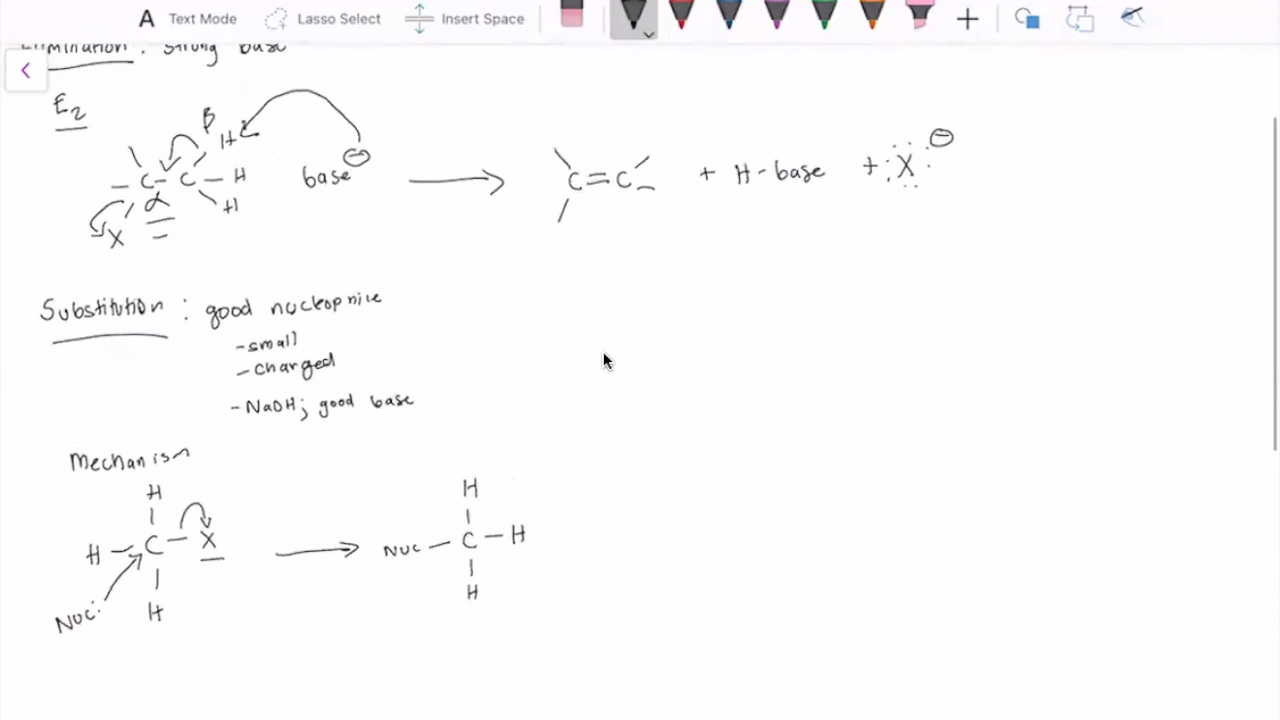 A Text Mode Lasso Select Insert Space
Elimination : strong base
E2
β
H
C - C - H base ⊖ → C = C + H - base + :X: ⊖
α
H
X
Substitution : good nucleophile
- small
- charged
- NaOH; good base
Mechanism
H H
H - C - X → Nuc - C - H
Nuc: H H